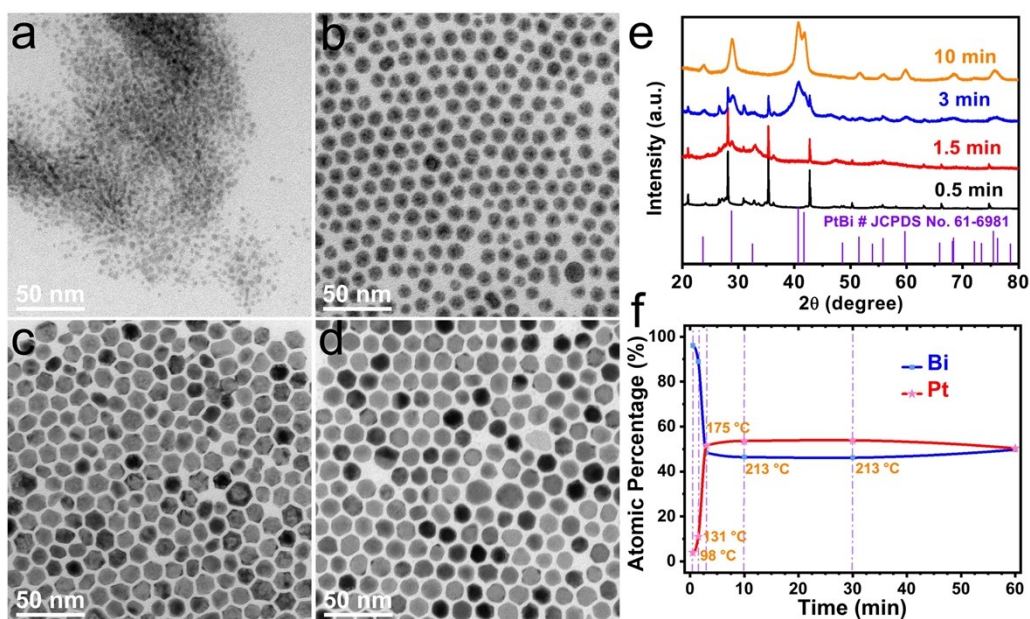 a
50 nm
b
50 nm
c
50 nm
d
50 nm
e
Intensity (a.u.)
10 min
3 min
1.5 min
0.5 min
PtBi # JCPDS No. 61-6981
20 30 40 50 60 70 80
2θ (degree)
f
Atomic Percentage (%)
100
80
60
40
20
0
Bi
Pt
175 °C
213 °C 213 °C
131 °C
98 °C
0 10 20 30 40 50 60
Time (min)